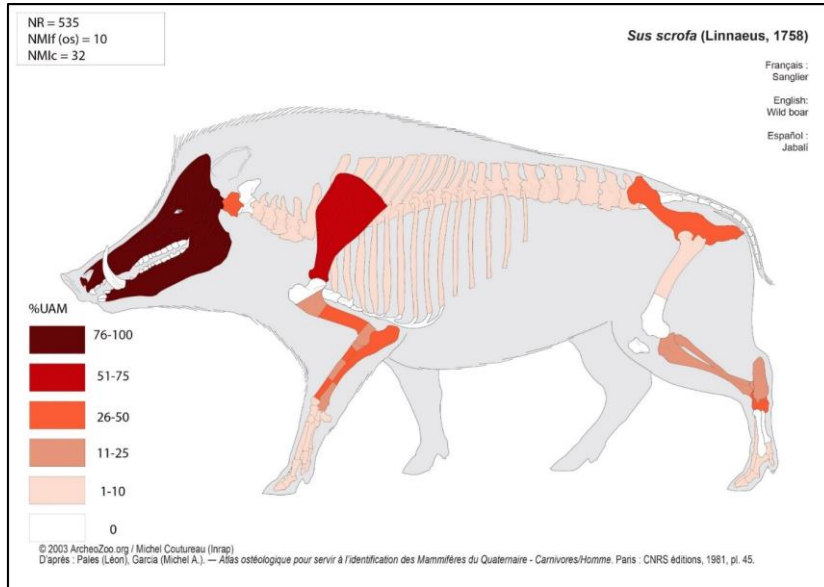 NR = 535
NMIf (os) = 10
NMIc = 32
Sus scrofa (Linnaeus, 1758)
Français :
Sanglier
English:
Wild boar
Español :
Jabalí
%UAM
76-100
51-75
26-50
11-25
1-10
0
© 2003 ArcheoZoo.org / Michel Coutureau (Inrap)
D'après : Pales (Léon), Garcia (Michel A.). — Atlas ostéologique pour servir à l'identification des Mammifères du Quaternaire - Carnivores/Homme. Paris : CNRS éditions, 1981, pl. 45.